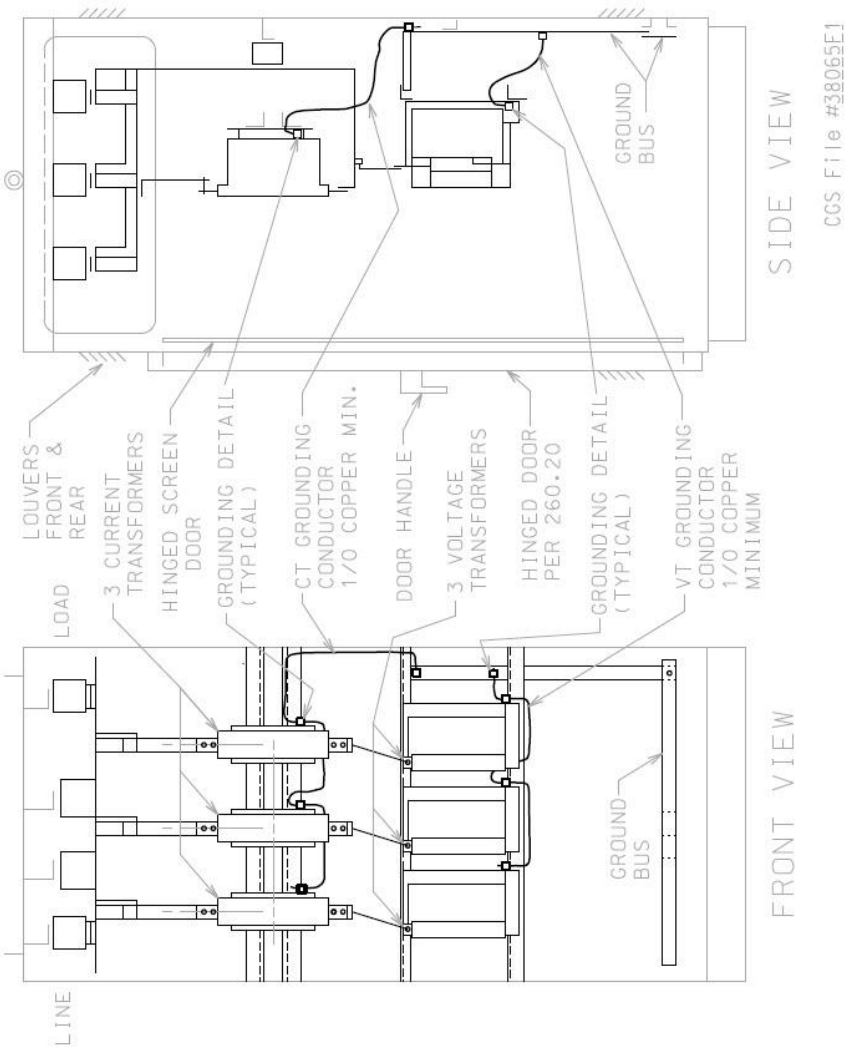 LINE
LOAD
LOUVERS
FRONT &
REAR
3 CURRENT
TRANSFORMERS
HINGED SCREEN
DOOR
GROUNDING DETAIL
(TYPICAL)
CT GROUNDING
CONDUCTOR
1/0 COPPER MIN.
DOOR HANDLE
3 VOLTAGE
TRANSFORMERS
HINGED DOOR
PER 260.20
GROUNDING DETAIL
(TYPICAL)
VT GROUNDING
CONDUCTOR
1/0 COPPER
MINIMUM
GROUND
BUS
GROUND
BUS
FRONT VIEW
SIDE VIEW
CGS File #38065E1